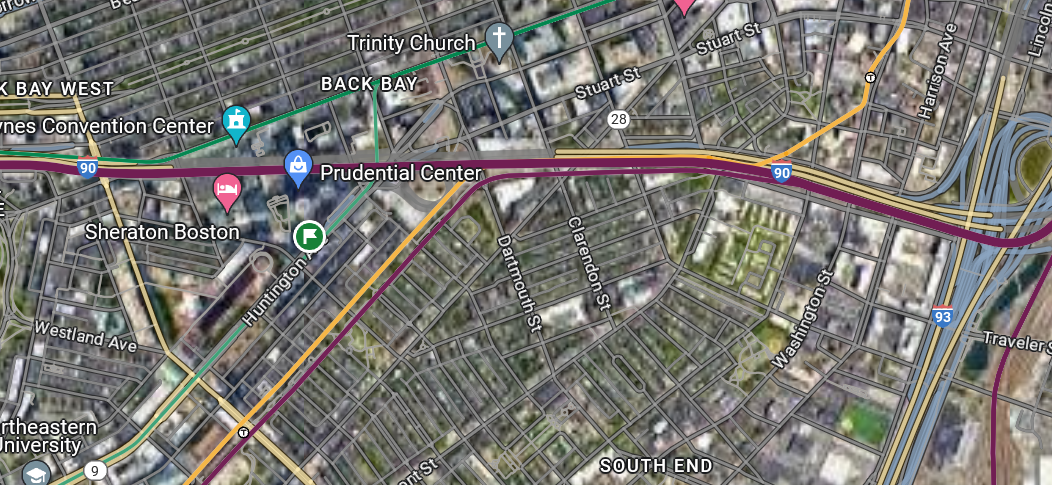 Stuart St
Trinity Church
Harrison Ave
Lincoln
BACK BAY
Stuart St
K BAY WEST
28
ynes Convention Center
90
Prudential Center
90
Sheraton Boston
Huntington A
Dartmouth St
Clarendon St
Washington St
93
Westland Ave
Traveler S
rtheastern
University
9
ont St
SOUTH END
T
T